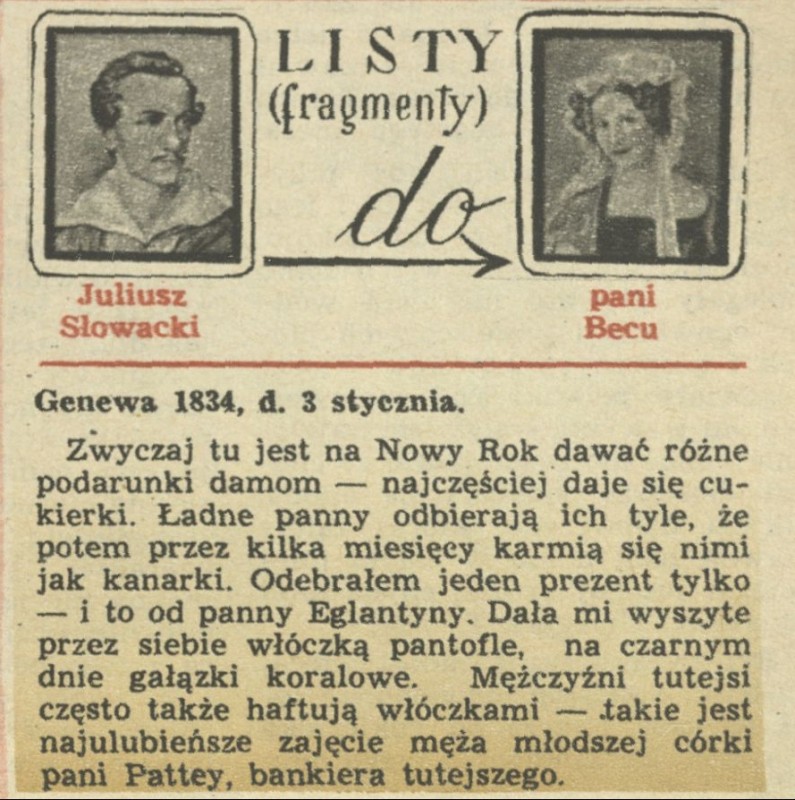 LISTY
(fragmenty)
do
Juliusz
Słowacki
pani
Becu
Genewa 1834, d. 3 stycznia.
Zwyczaj tu jest na Nowy Rok dawać różne
podarunki damom — najczęściej daje się cu-
kierki. Ładne panny odbierają ich tyle, że
potem przez kilka miesięcy karmią się nimi
jak kanarki. Odebrałem jeden prezent tylko
— i to od panny Eglantyny. Dała mi wyszyte
przez siebie włóczką pantofle, na czarnym
dnie gałązki koralowe. Mężczyźni tutejsi
często także haftują włóczkami — takie jest
najulubieńsze zajęcie męża młodszej córki
pani Pattey, bankiera tutejszego.